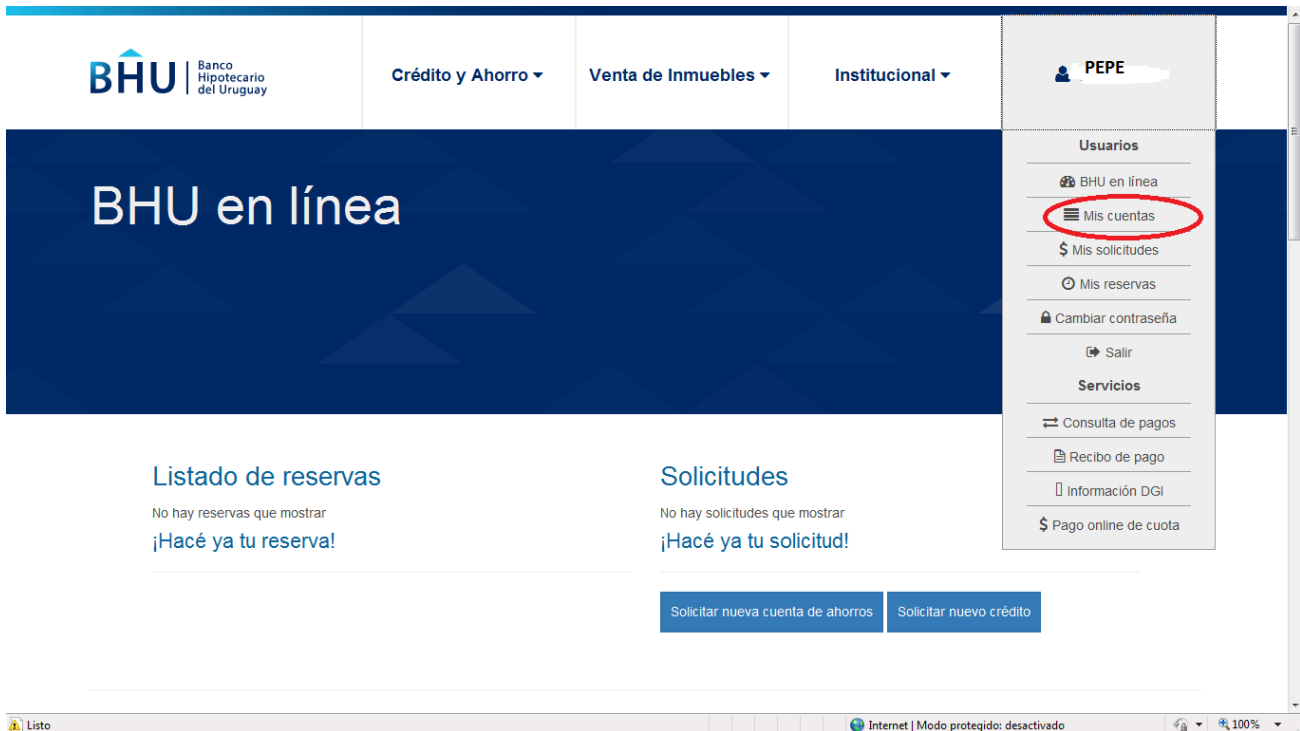 BHU
Banco
Hipotecario
del Uruguay
Crédito y Ahorro
Venta de Inmuebles
Institucional
PEPE
BHU en línea
Usuarios
BHU en línea
Mis cuentas
$ Mis solicitudes
Mis reservas
Cambiar contraseña
Salir
Servicios
Consulta de pagos
Recibo de pago
Información DGI
$ Pago online de cuota
Listado de reservas
No hay reservas que mostrar
¡Hacé ya tu reserva!
Solicitudes
No hay solicitudes que mostrar
¡Hacé ya tu solicitud!
Solicitar nueva cuenta de ahorros
Solicitar nuevo crédito
Listo
Internet | Modo protegido: desactivado
100%